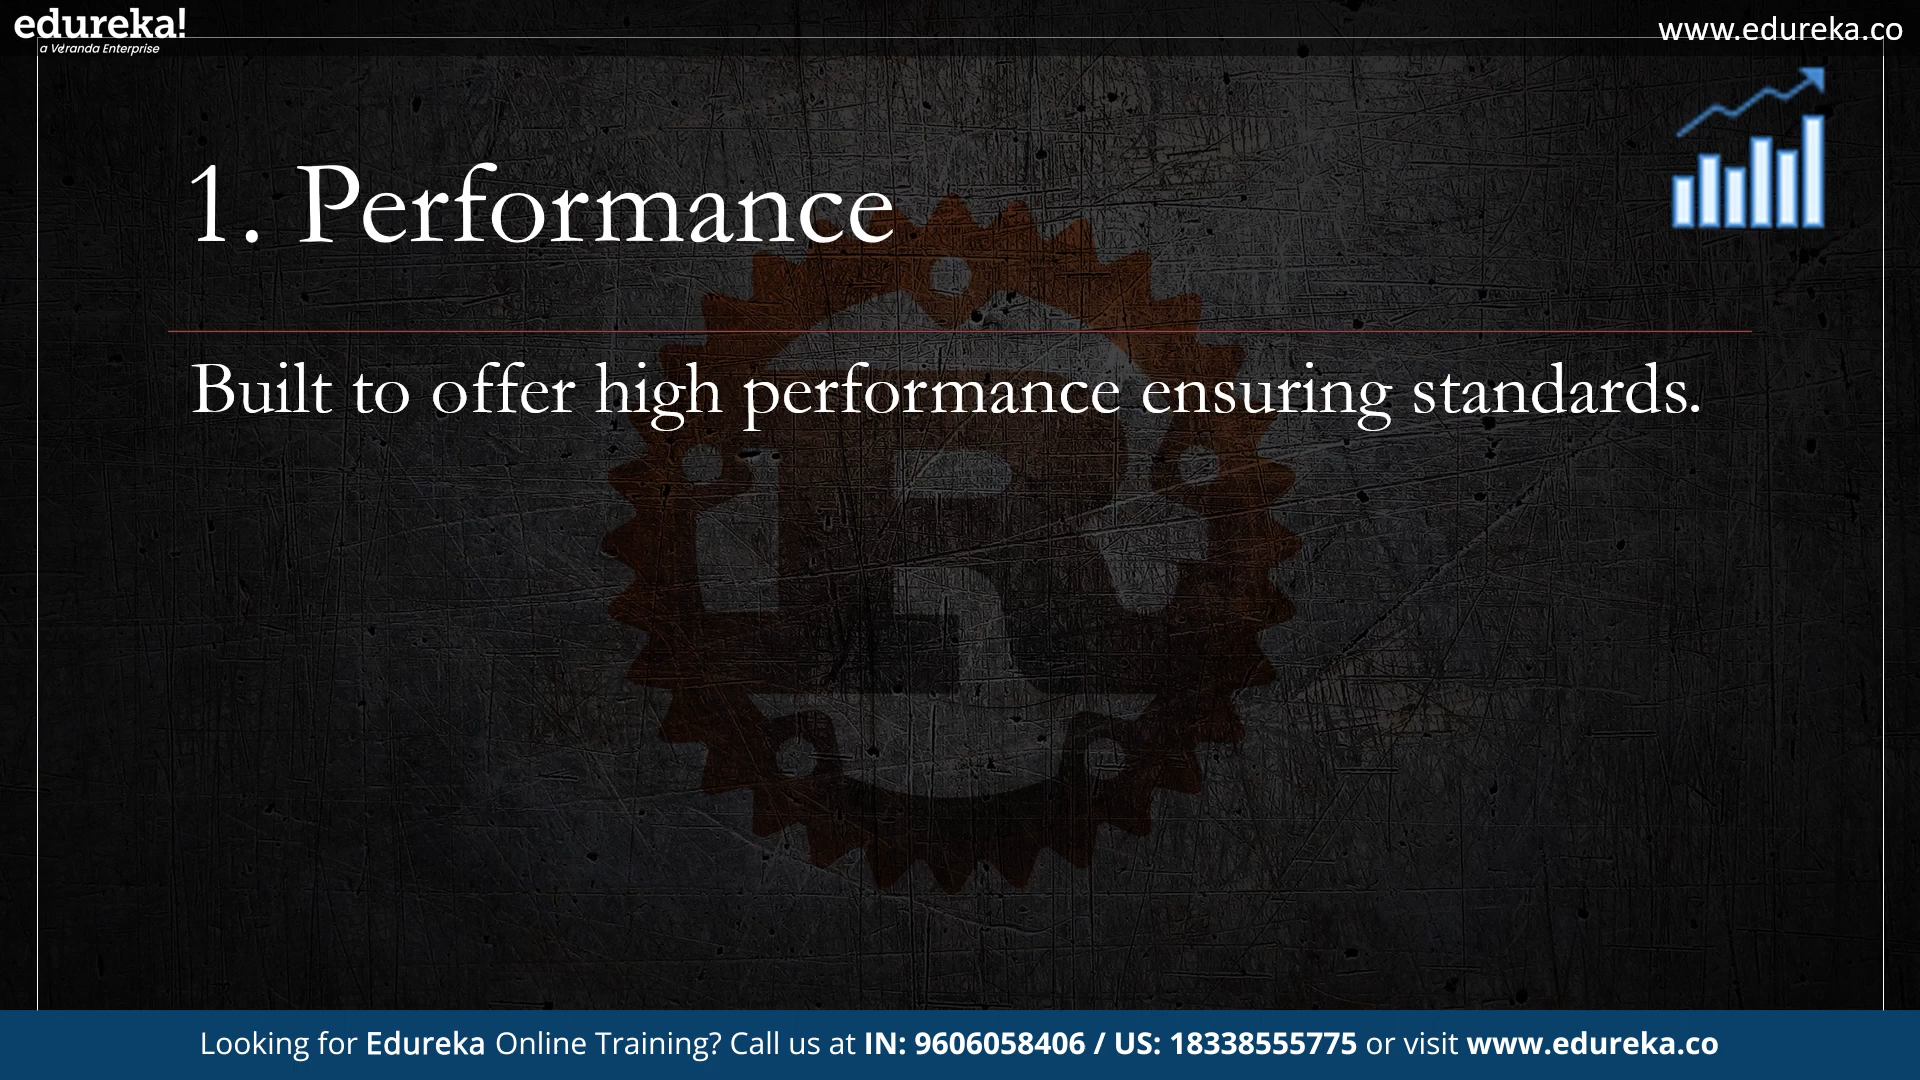 edureka!
a Veranda Enterprise
www.edureka.co
1. Performance
Built to offer high performance ensuring standards.
R
Looking for Edureka Online Training? Call us at IN: 9606058406 / US: 18338555775 or visit www.edureka.co